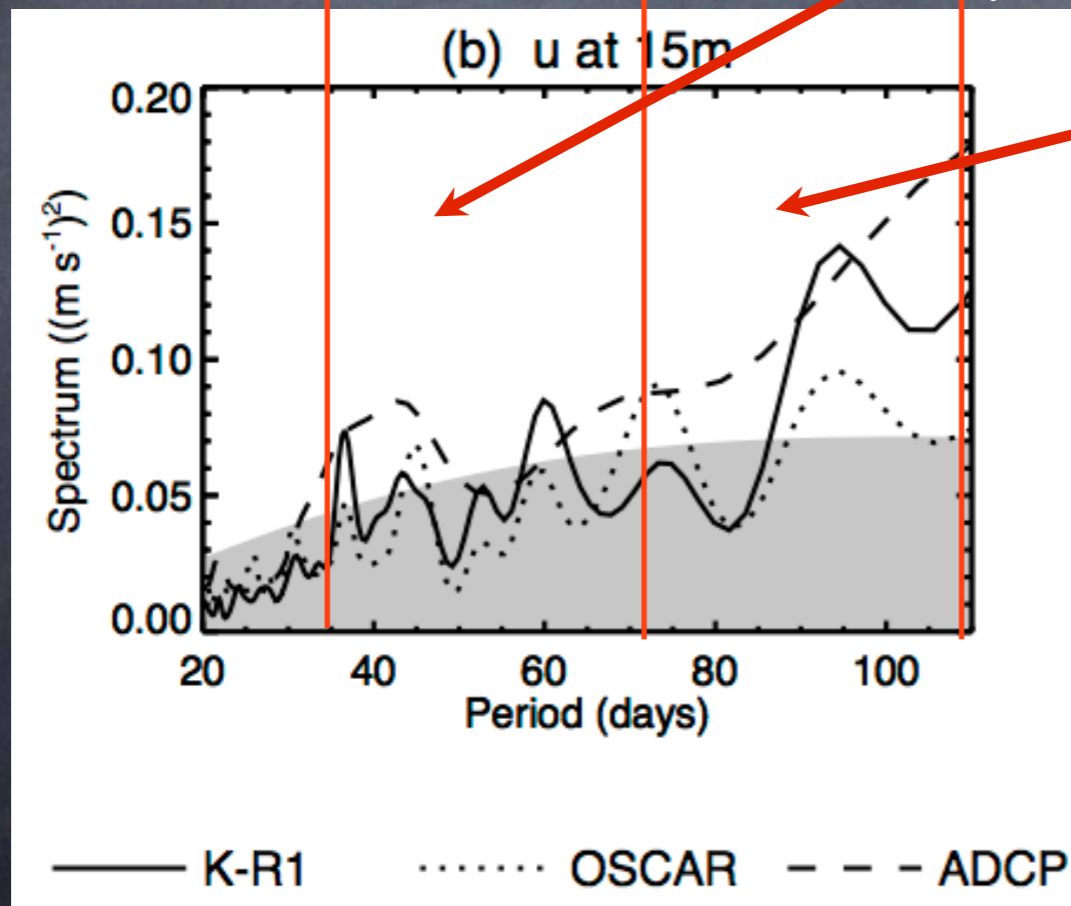 (b) u at 15m
0.20
0.15
0.10
0.05
0.00
Spectrum ((m s⁻¹)²)
20 40 60 80 100
Period (days)
K-R1 OSCAR ADCP